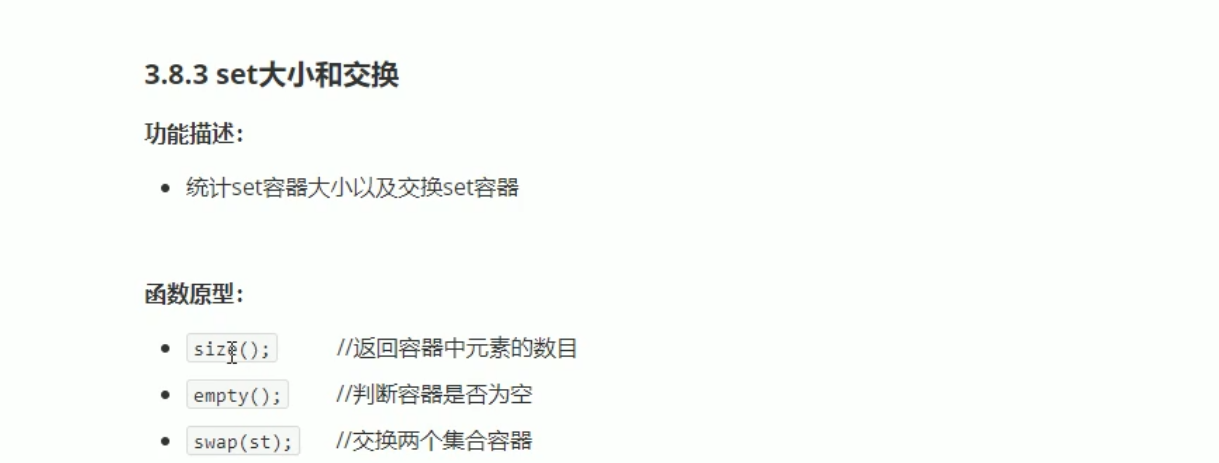 3.8.3 set大小和交换
功能描述：
统计set容器大小以及交换set容器
函数原型：
size(); //返回容器中元素的数目
empty(); //判断容器是否为空
swap(st); //交换两个集合容器